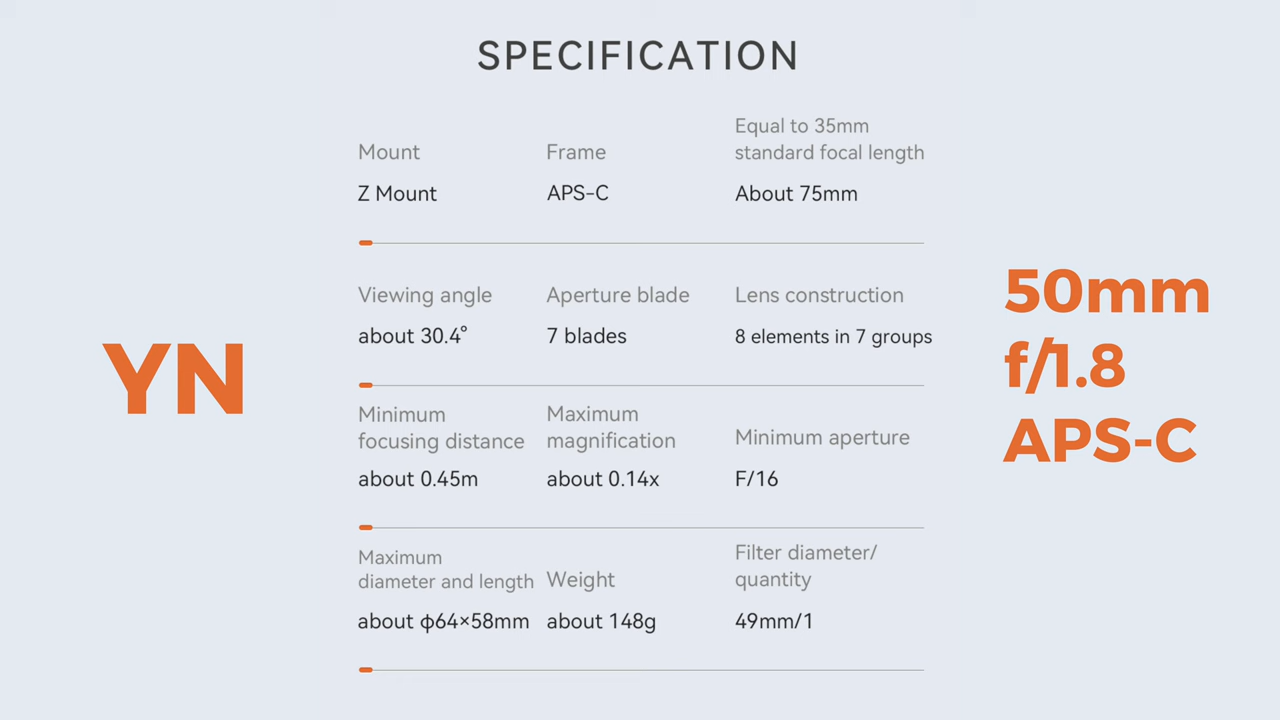 SPECIFICATION
Mount
Z Mount
Frame
APS-C
Equal to 35mm
standard focal length
About 75mm
Viewing angle
about 30.4°
Aperture blade
7 blades
Lens construction
8 elements in 7 groups
Minimum
focusing distance
about 0.45m
Maximum
magnification
about 0.14x
Minimum aperture
F/16
Maximum
diameter and length
about ф64×58mm
Weight
about 148g
Filter diameter/
quantity
49mm/1
YN
50mm
f/1.8
APS-C